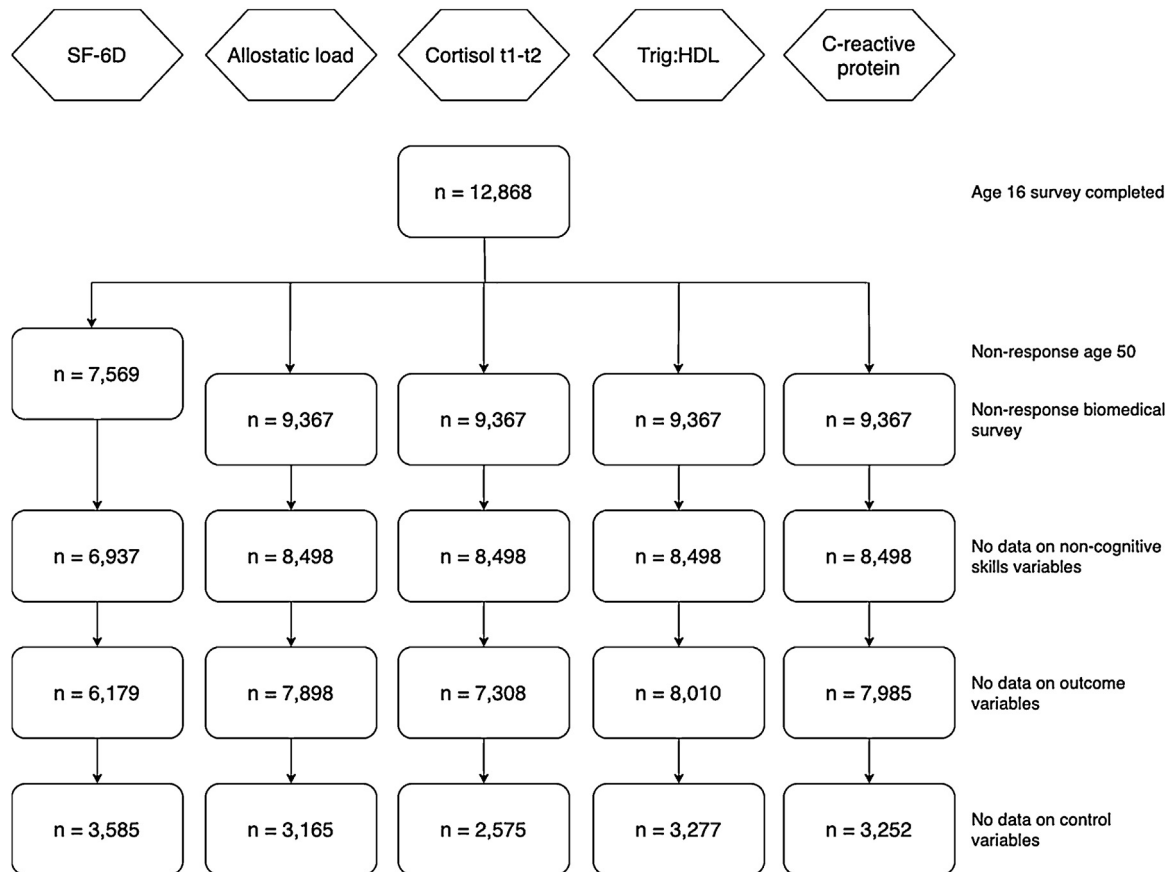 SF-6D
Allostatic load
Cortisol t1-t2
Trig:HDL
C-reactive
protein
n = 12,868
Age 16 survey completed
n = 7,569
Non-response age 50
n = 9,367
n = 9,367
n = 9,367
n = 9,367
Non-response biomedical
survey
n = 6,937
n = 8,498
n = 8,498
n = 8,498
n = 8,498
No data on non-cognitive
skills variables
n = 6,179
n = 7,898
n = 7,308
n = 8,010
n = 7,985
No data on outcome
variables
n = 3,585
n = 3,165
n = 2,575
n = 3,277
n = 3,252
No data on control
variables